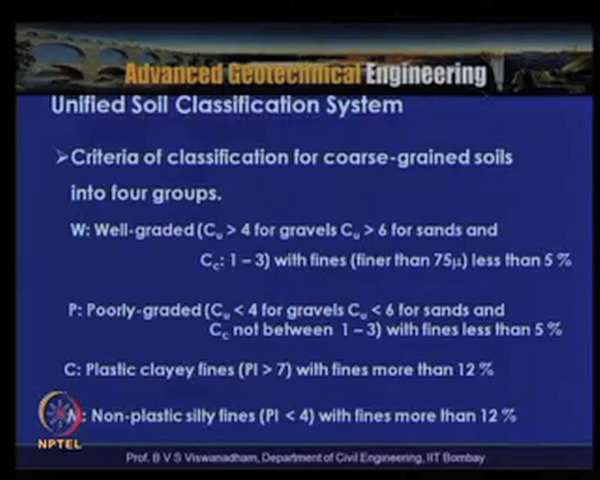 Advanced Geotechnical Engineering
Unified Soil Classification System
➢Criteria of classification for coarse-grained soils
into four groups.
W: Well-graded (Cu > 4 for gravels Cu > 6 for sands and
Cc: 1 – 3) with fines (finer than 75µ) less than 5 %
P: Poorly-graded (Cu < 4 for gravels Cu < 6 for sands and
Cc not between 1 – 3) with fines less than 5 %
C: Plastic clayey fines (PI > 7) with fines more than 12 %
M: Non-plastic silty fines (PI < 4) with fines more than 12 %
NPTEL
Prof. B V S Viswanadham, Department of Civil Engineering, IIT Bombay